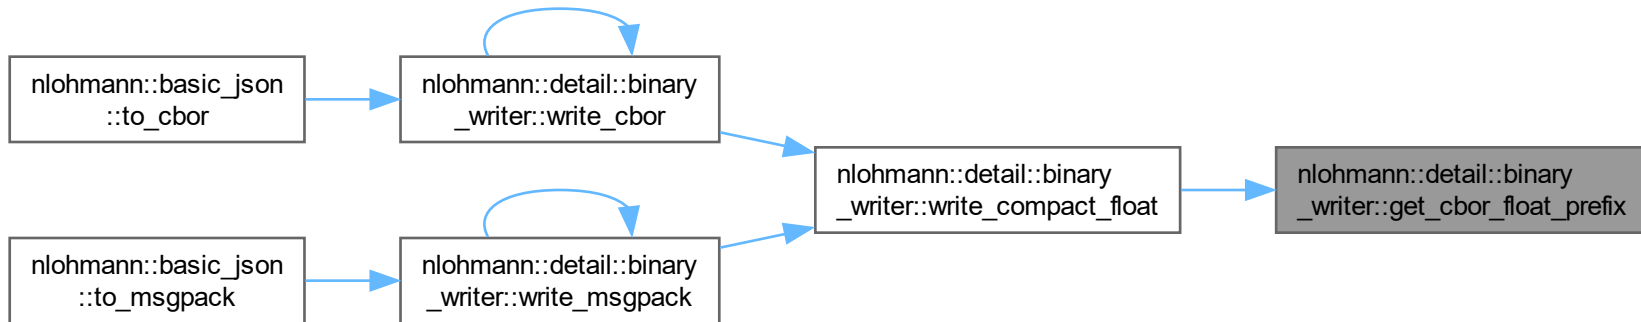 nlohmann::basic_json
::to_cbor
nlohmann::detail::binary
_writer::write_cbor
nlohmann::detail::binary
_writer::write_compact_float
nlohmann::detail::binary
_writer::get_cbor_float_prefix
nlohmann::basic_json
::to_msgpack
nlohmann::detail::binary
_writer::write_msgpack